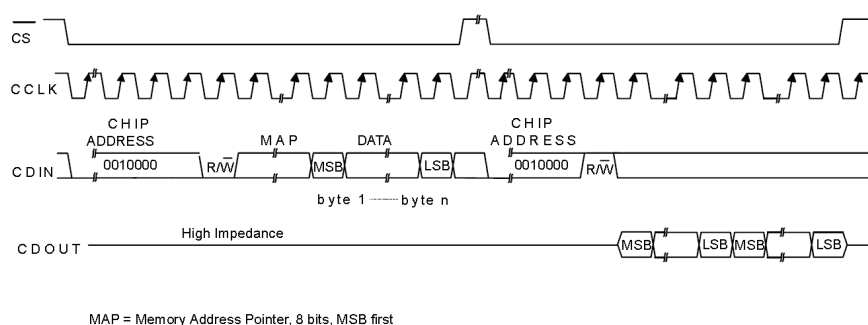 CS
CCLK
CHIP
ADDRESS
MAP
DATA
CHIP
ADDRESS
CDIN
0010000
R/W
MSB
LSB
0010000
R/W
byte 1
byte n
High Impedance
CDOUT
MSB
LSB
MSB
LSB
MAP = Memory Address Pointer, 8 bits, MSB first